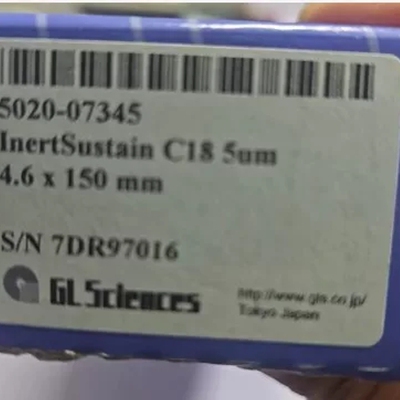 5020-07345
InertSustain C18 5um
4.6 x 150 mm
S/N 7DR97016
GL Sciences
http://www.gls.co.jp/
Tokyo Japan